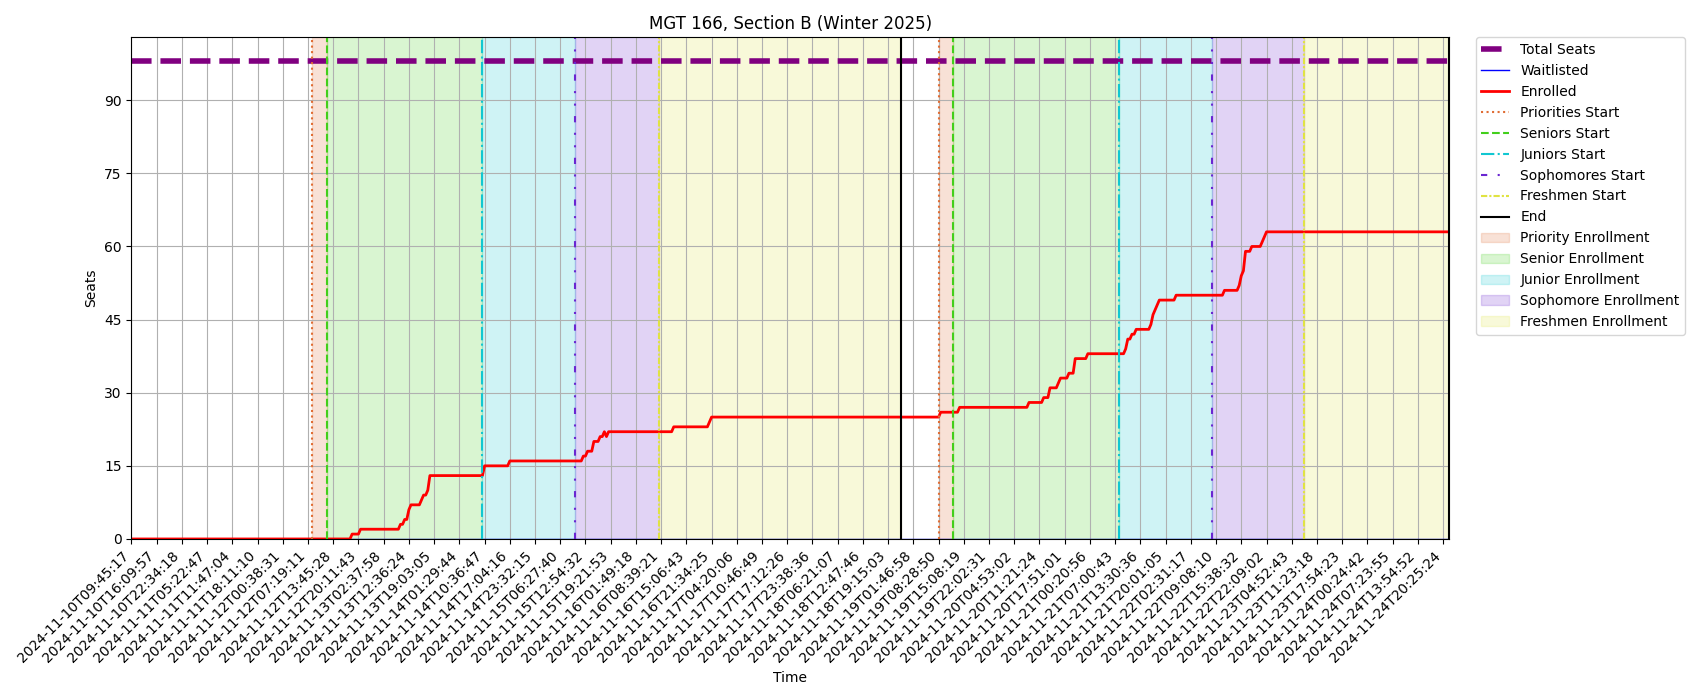 MGT 166, Section B (Winter 2025)
Seats
90
75
60
45
30
15
0
2024-11-10T09:45:17
2024-11-10T16:09:57
2024-11-10T22:34:18
2024-11-11T05:22:47
2024-11-11T11:47:04
2024-11-11T18:11:10
2024-11-12T00:38:31
2024-11-12T07:19:11
2024-11-12T13:45:28
2024-11-12T20:11:43
2024-11-13T02:37:58
2024-11-13T12:36:24
2024-11-13T19:03:05
2024-11-14T01:29:44
2024-11-14T10:36:47
2024-11-14T17:04:16
2024-11-14T23:32:15
2024-11-15T06:27:40
2024-11-15T12:54:32
2024-11-15T19:21:53
2024-11-16T01:49:18
2024-11-16T08:39:21
2024-11-16T15:06:43
2024-11-16T21:34:25
2024-11-17T04:20:06
2024-11-17T10:46:49
2024-11-17T17:12:26
2024-11-17T23:38:36
2024-11-18T06:21:07
2024-11-18T12:47:46
2024-11-18T19:15:03
2024-11-19T01:46:58
2024-11-19T08:28:50
2024-11-19T15:08:19
2024-11-19T22:02:31
2024-11-20T04:53:02
2024-11-20T11:21:24
2024-11-20T17:51:01
2024-11-21T00:20:56
2024-11-21T07:00:43
2024-11-21T13:30:36
2024-11-21T20:01:05
2024-11-22T02:31:17
2024-11-22T09:08:10
2024-11-22T15:38:32
2024-11-22T22:09:02
2024-11-23T04:52:43
2024-11-23T11:23:18
2024-11-23T17:54:23
2024-11-24T00:24:42
2024-11-24T07:23:55
2024-11-24T13:54:52
2024-11-24T20:25:24
Time
Total Seats
Waitlisted
Enrolled
Priorities Start
Seniors Start
Juniors Start
Sophomores Start
Freshmen Start
End
Priority Enrollment
Senior Enrollment
Junior Enrollment
Sophomore Enrollment
Freshmen Enrollment